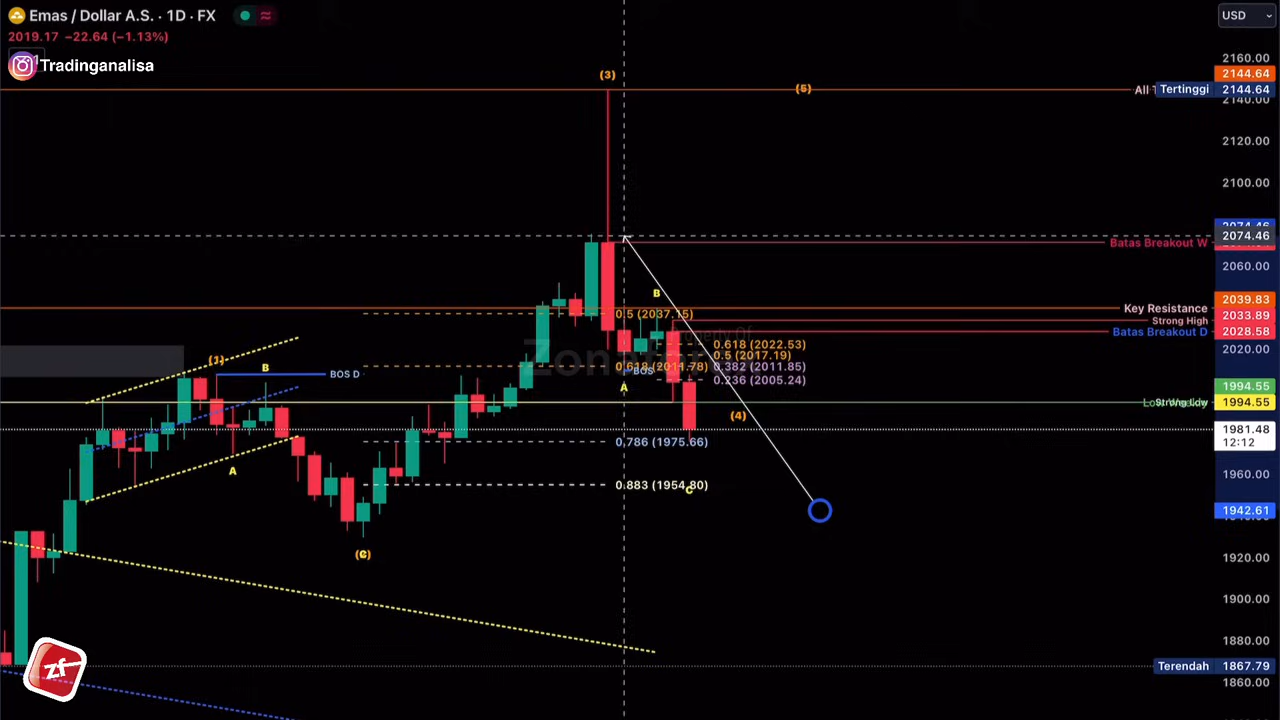 Emas / Dollar A.S. · 1D · FX
USD
2019.17 −22.64 (−1.13%)
Tradinganalisa
2160.00
(3)
2144.64
(5)
Tertinggi 2144.64
2140.00
2120.00
2100.00
2074.46
2074.46
Batas Breakout W
2060.00
B
2039.83
Key Resistance
0.5 (2037.15)
2033.89
Strong High
Batas Breakout D 2028.58
0.618 (2022.53)
2020.00
0.5 (2017.19)
(1)
B
BOS D
0.618 (2011.78)
BOS
0.382 (2011.85)
0.236 (2005.24)
A
1994.55
1994.55
(4)
1981.48
12:12
0.786 (1975.66)
A
1960.00
0.883 (1954.80)
C
1942.61
(C)
1920.00
1900.00
1880.00
Terendah 1867.79
1860.00
zf